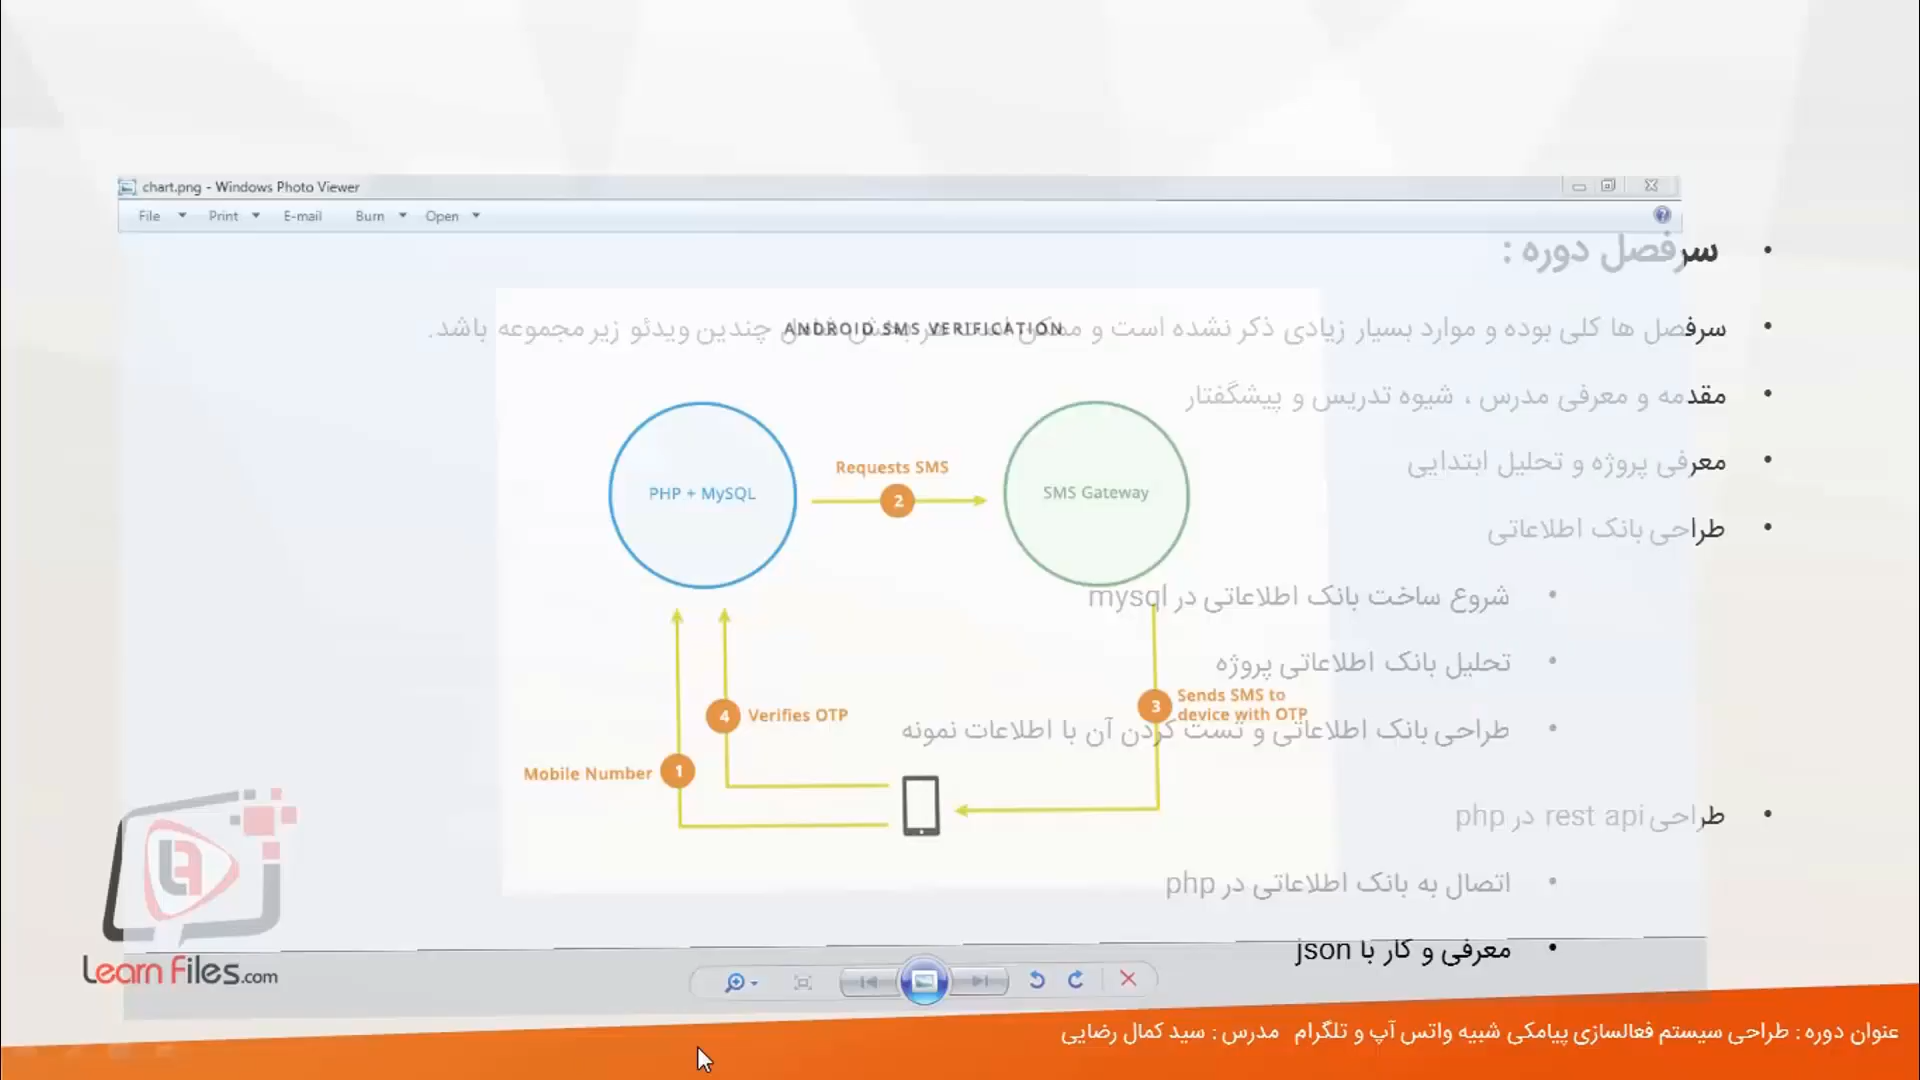 chart.png - Windows Photo Viewer
File Print E-mail Burn Open
سرفصل دوره :
سرفصل ها کلی بوده و موارد بسیار زیادی ذکر نشده است و ممکن است هر بخش شامل چندین ویدئو زیر مجموعه باشد.
ANDROID SMS VERIFICATION
مقدمه و معرفی مدرس ، شیوه تدریس و پیشگفتار
معرفی پروژه و تحلیل ابتدایی
Requests SMS
PHP + MySQL
2
SMS Gateway
طراحی بانک اطلاعاتی
شروع ساخت بانک اطلاعاتی در mysql
تحلیل بانک اطلاعاتی پروژه
3 Sends SMS to
device with OTP
4 Verifies OTP
طراحی بانک اطلاعاتی و تست کردن آن با اطلاعات نمونه
Mobile Number 1
طراحی rest api در php
اتصال به بانک اطلاعاتی در php
معرفی و کار با json
LearnFiles.com
عنوان دوره : طراحی سیستم فعالسازی پیامکی شبیه واتس آپ و تلگرام مدرس : سید کمال رضایی